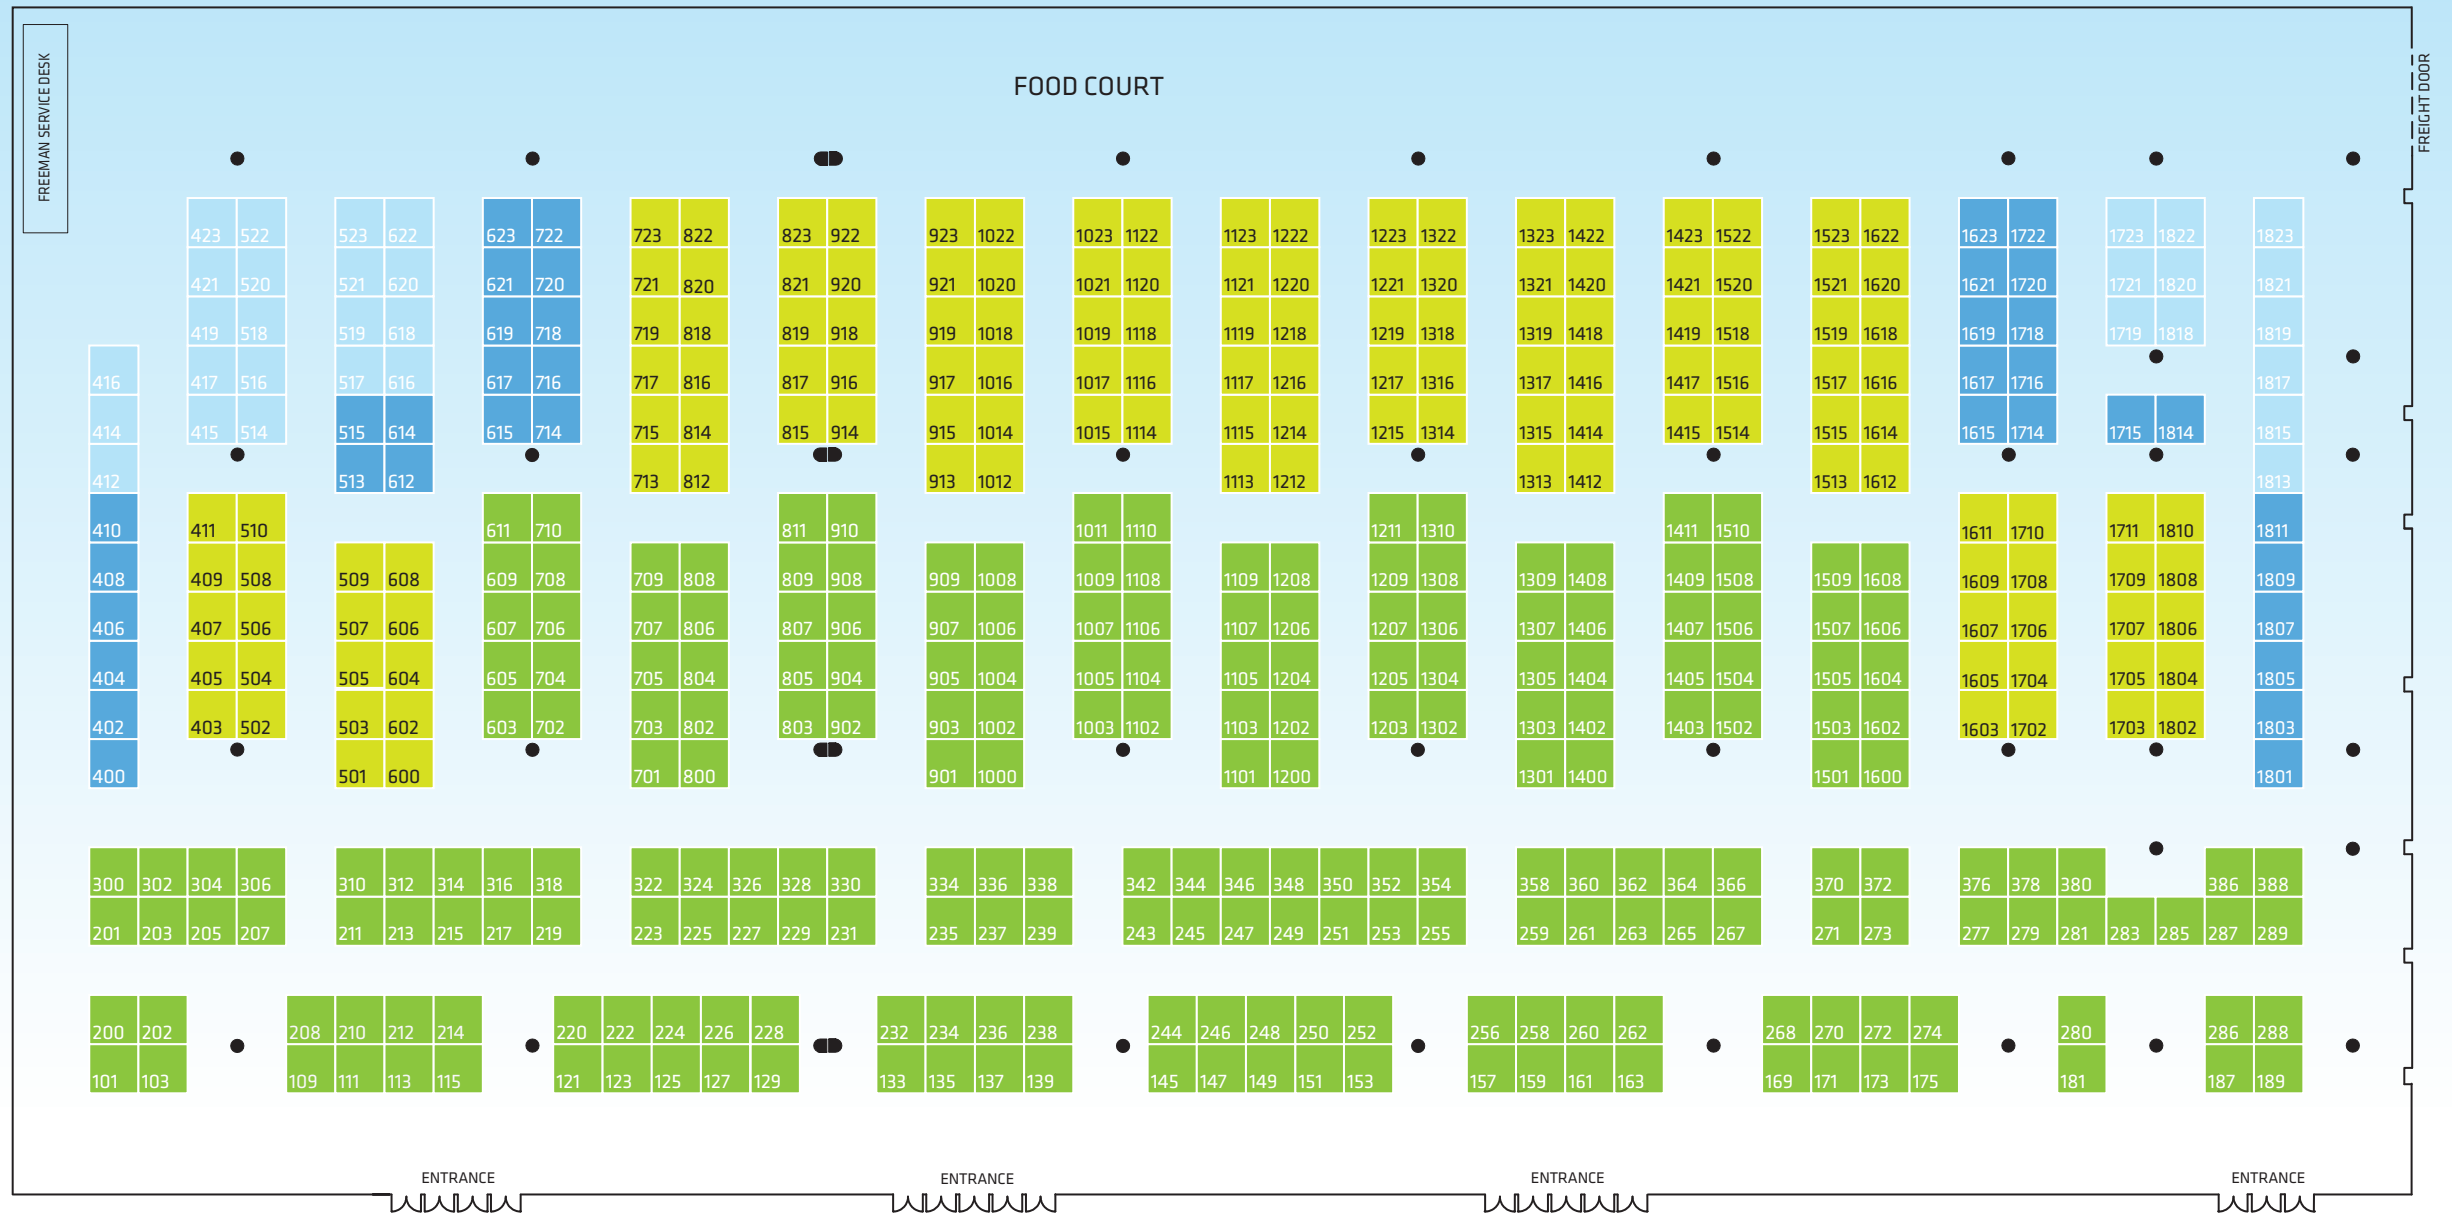 FREEMAN SERVICE DESK
FOOD COURT
FREIGHT DOOR
423 522 523 622 623 722 723 822 823 922 923 1022 1023 1122 1123 1222 1223 1322 1323 1422 1423 1522 1523 1622 1623 1722 1723 1822 1823
421 520 521 620 621 720 721 820 821 920 921 1020 1021 1120 1121 1220 1221 1320 1321 1420 1421 1520 1521 1620 1621 1720 1721 1820 1821
419 518 519 618 619 718 719 818 819 918 919 1018 1019 1118 1119 1218 1219 1318 1319 1418 1419 1518 1519 1618 1619 1718 1719 1818 1819
416 417 516 517 616 617 716 717 816 817 916 917 1016 1017 1116 1117 1216 1217 1316 1317 1416 1417 1516 1517 1616 1617 1716 1817
414 415 514 515 614 615 714 715 814 815 914 915 1014 1015 1114 1115 1214 1215 1314 1315 1414 1415 1514 1515 1614 1615 1714 1715 1814 1815
412 513 612 713 812 913 1012 1113 1212 1313 1412 1513 1612 1813
410 411 510 611 710 811 910 1011 1110 1211 1310 1411 1510 1611 1710 1711 1810 1811
408 409 508 509 608 609 708 709 808 809 908 909 1008 1009 1108 1109 1208 1209 1308 1309 1408 1409 1508 1509 1608 1609 1708 1709 1808 1809
406 407 506 507 606 607 706 707 806 807 906 907 1006 1007 1106 1107 1206 1207 1306 1307 1406 1407 1506 1507 1606 1607 1706 1707 1806 1807
404 405 504 505 604 605 704 705 804 805 904 905 1004 1005 1104 1105 1204 1205 1304 1305 1404 1405 1504 1505 1604 1605 1704 1705 1804 1805
402 403 502 503 602 603 702 703 802 803 902 903 1002 1003 1102 1103 1202 1203 1302 1303 1402 1403 1502 1503 1602 1603 1702 1703 1802 1803
400 501 600 701 800 901 1000 1101 1200 1301 1400 1501 1600 1801
300 302 304 306 310 312 314 316 318 322 324 326 328 330 334 336 338 342 344 346 348 350 352 354 358 360 362 364 366 370 372 376 378 380 386 388
201 203 205 207 211 213 215 217 219 223 225 227 229 231 235 237 239 243 245 247 249 251 253 255 259 261 263 265 267 271 273 277 279 281 283 285 287 289
200 202 208 210 212 214 220 222 224 226 228 232 234 236 238 244 246 248 250 252 256 258 260 262 268 270 272 274 280 286 288
101 103 109 111 113 115 121 123 125 127 129 133 135 137 139 145 147 149 151 153 157 159 161 163 169 171 173 175 181 187 189
ENTRANCE ENTRANCE ENTRANCE ENTRANCE